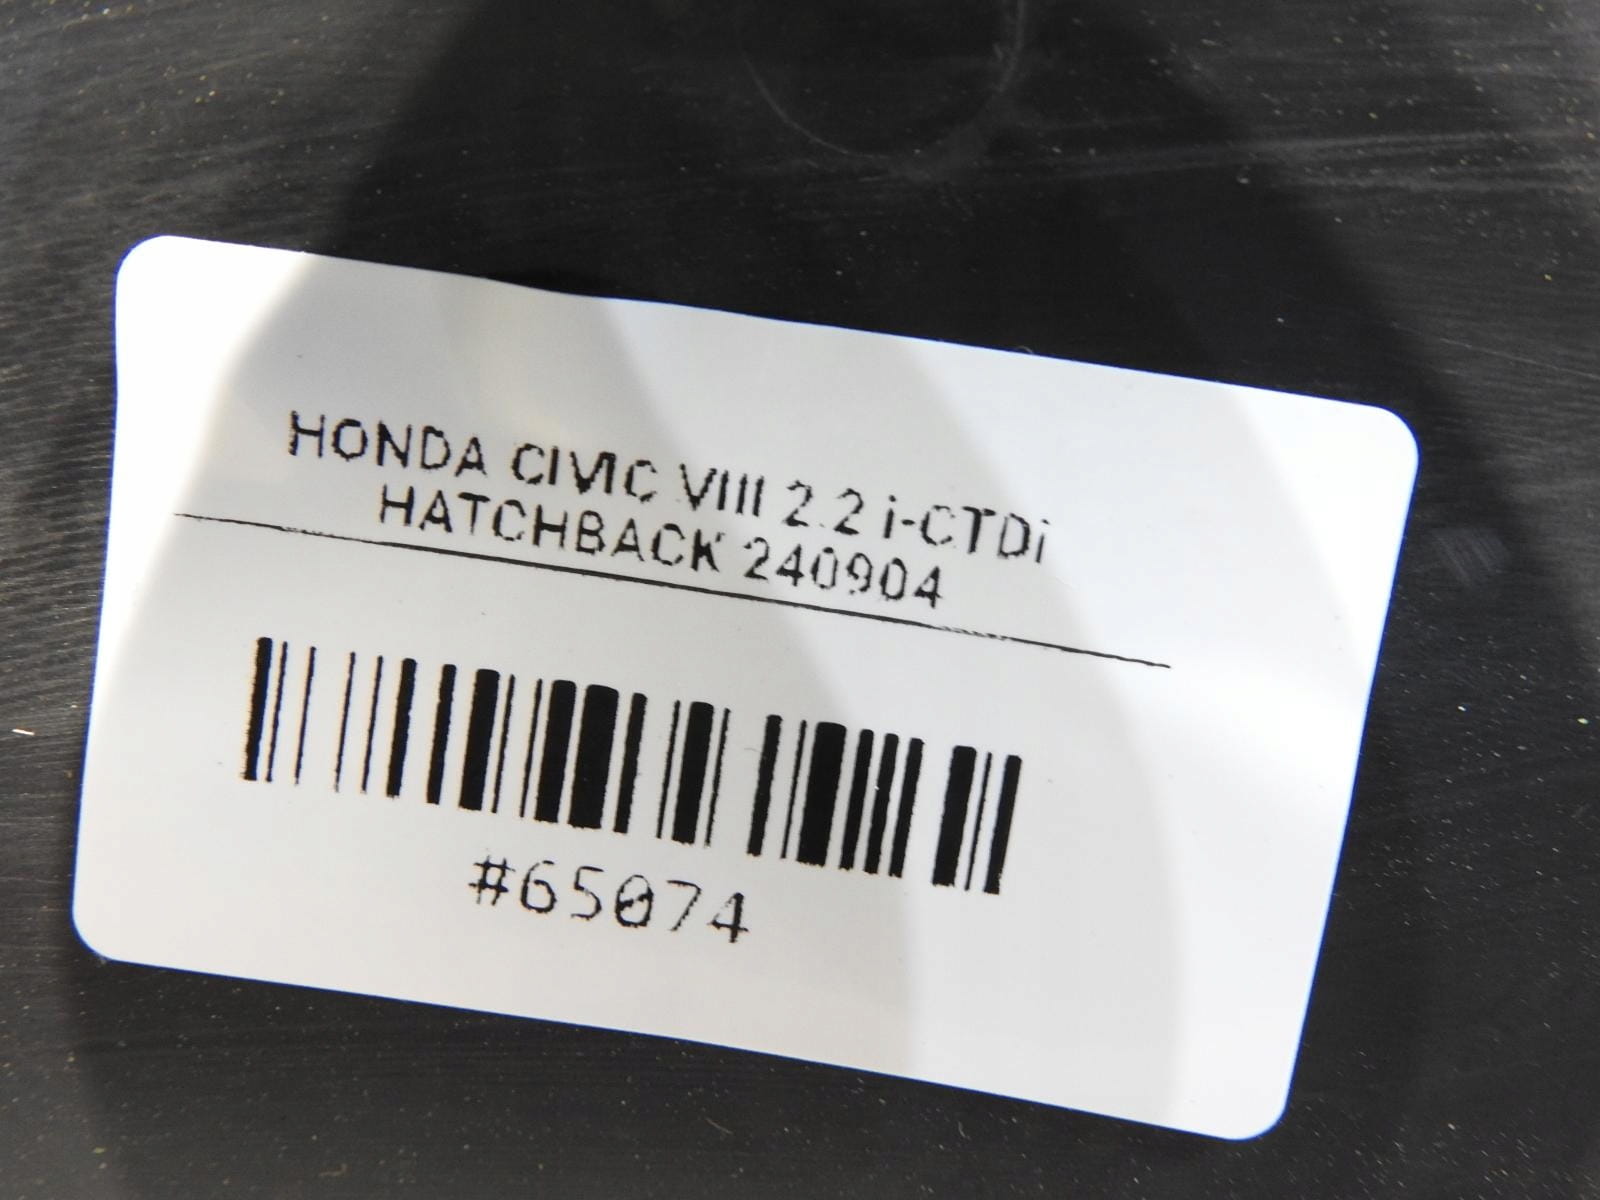 HONDA CIVIC VIII 2.2 i-CTDi
HATCHBACK 240904
#65074